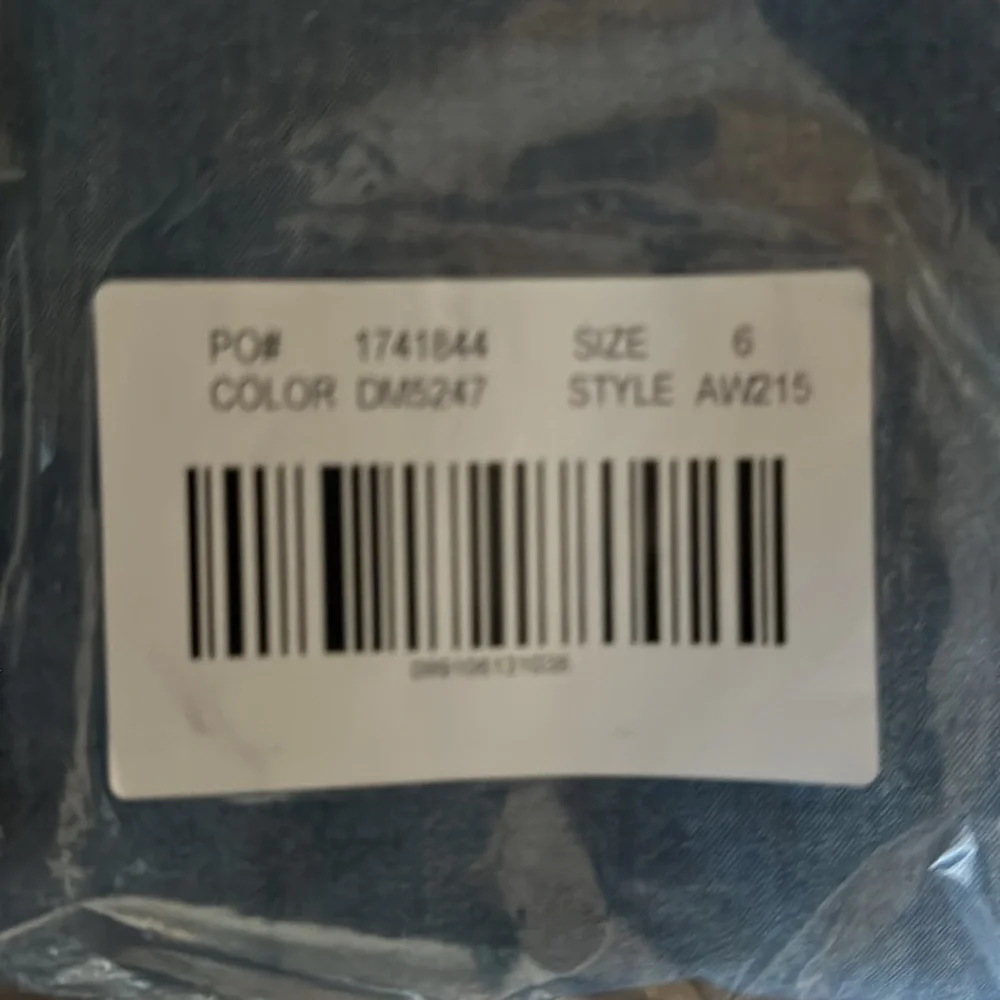 PO# 1741844 SIZE 6
COLOR DM5247 STYLE AW215